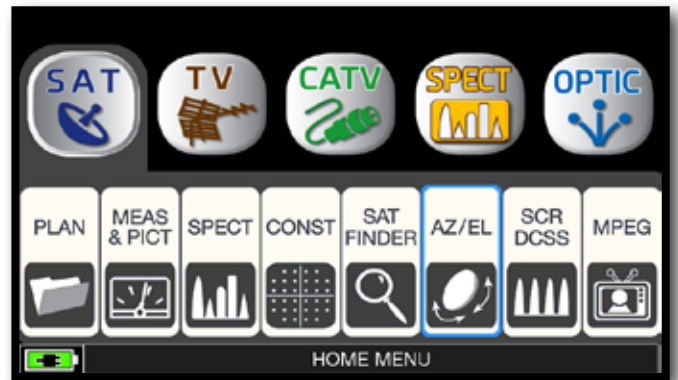 SAT
TV
CATV
SPECT
OPTIC
PLAN
MEAS
& PICT
SPECT
CONST
SAT
FINDER
AZ/EL
SCR
DCSS
MPEG
HOME MENU